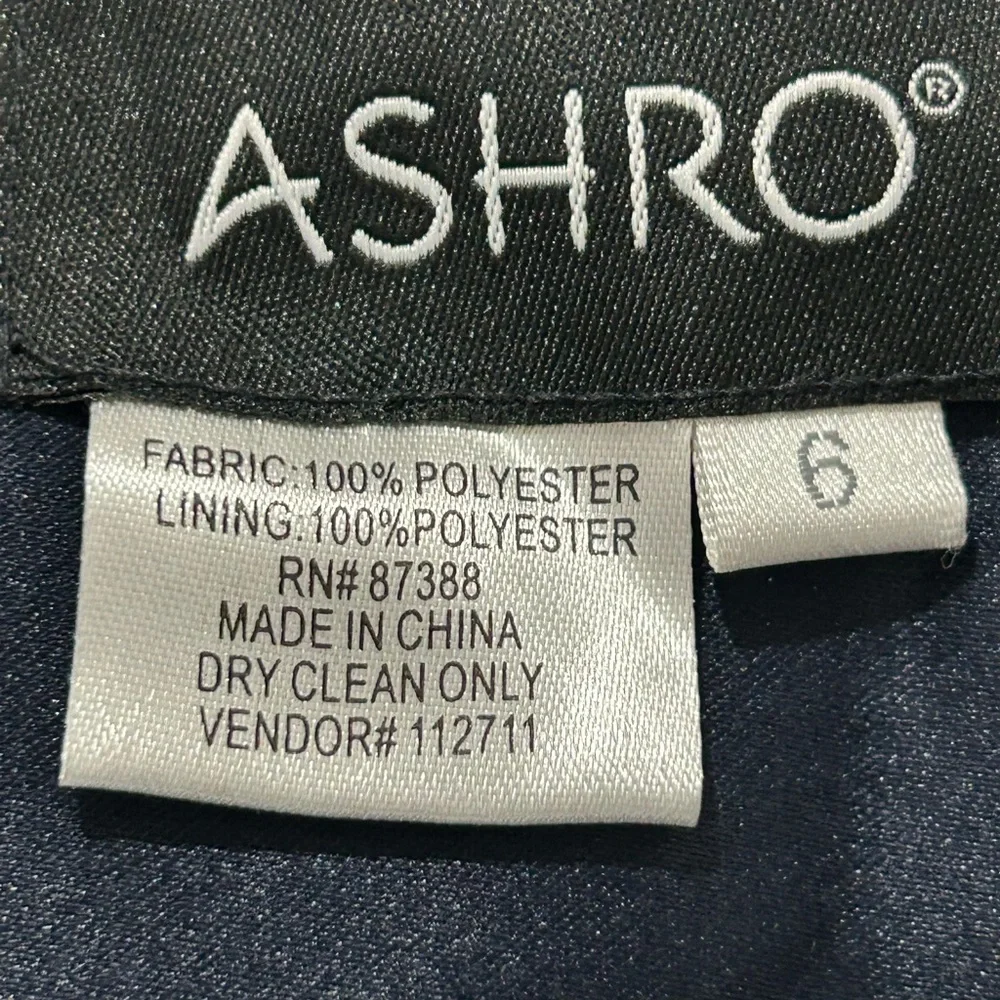 ASHRO®
FABRIC:100% POLYESTER
LINING:100%POLYESTER
RN# 87388
MADE IN CHINA
DRY CLEAN ONLY
VENDOR# 112711
6